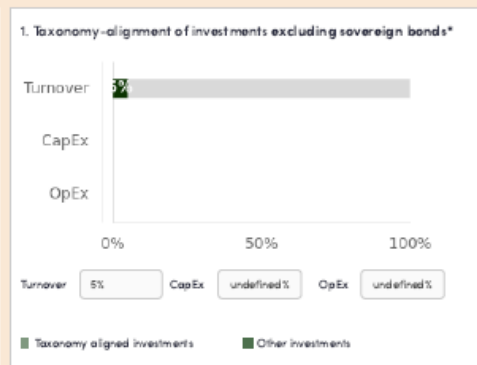 1. Taxonomy-alignment of investments excluding sovereign bonds*
Turnover 5%
CapEx
OpEx
0% 50% 100%
Turnover 5% CapEx undefined% OpEx undefined%
Taxonomy aligned investments Other investments